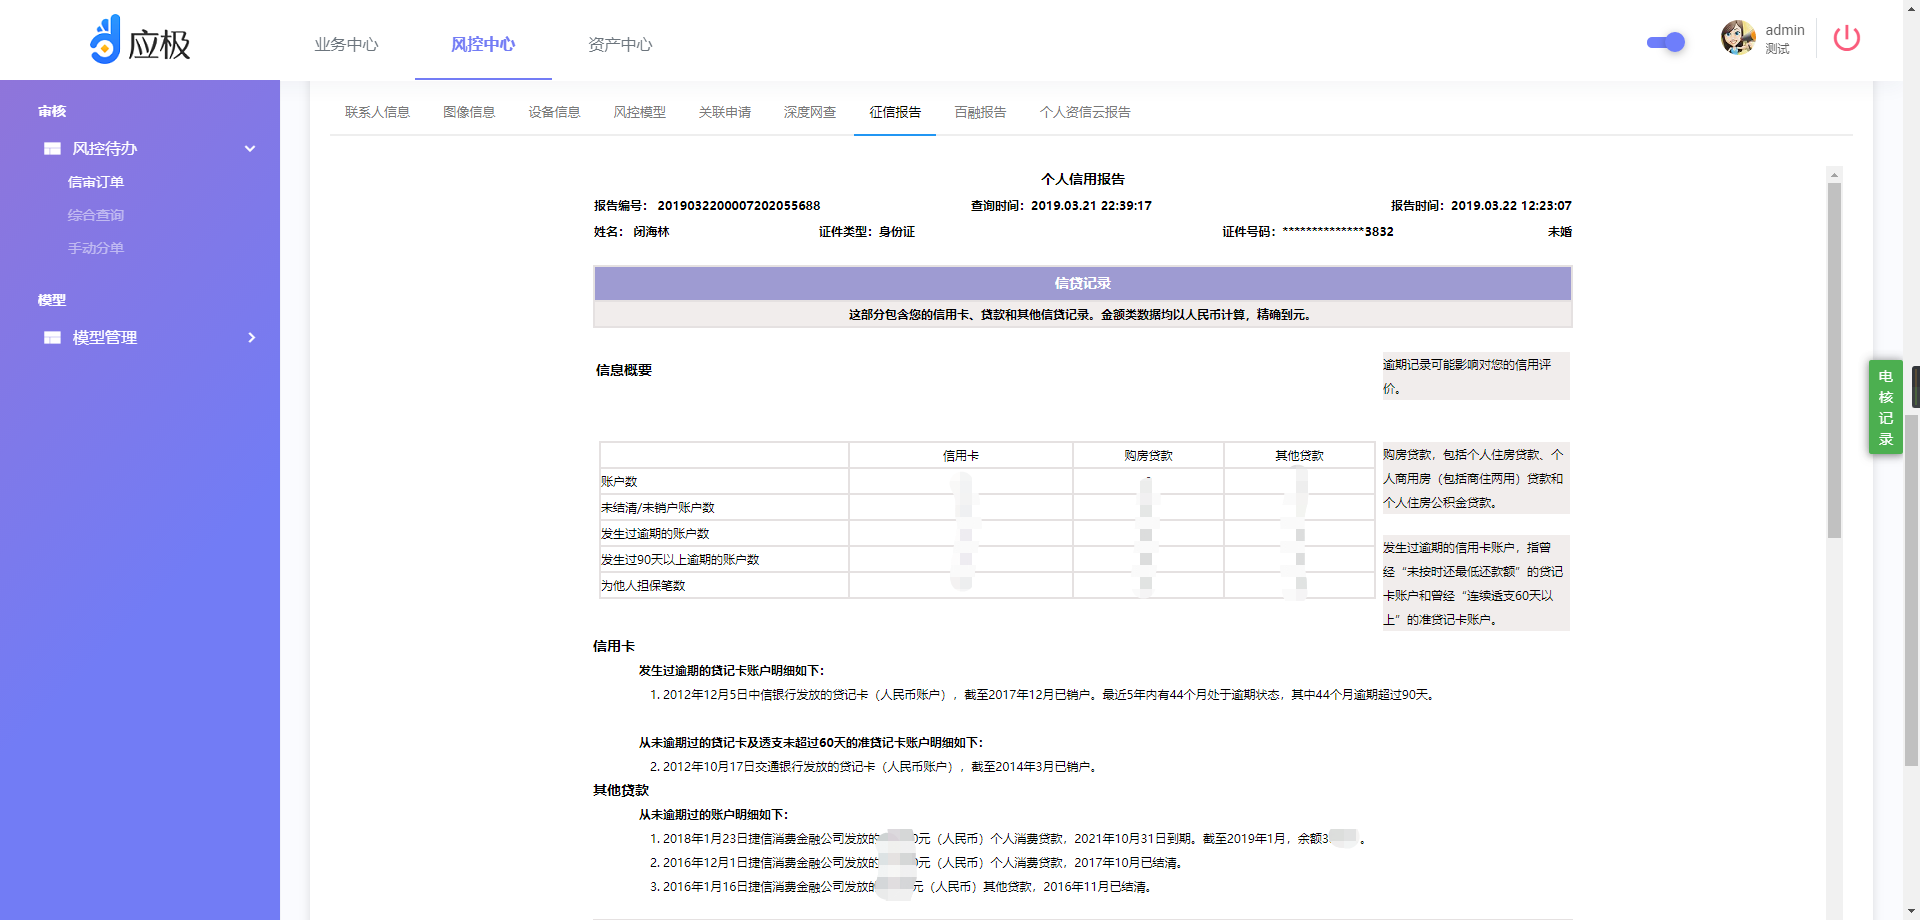 应极
业务中心
风控中心
资产中心
admin
测试
审核
风控待办
信审订单
综合查询
手动分单
模型
模型管理
联系人信息
图像信息
设备信息
风控模型
关联申请
深度网查
征信报告
百融报告
个人资信云报告
个人信用报告
报告编号： 2019032200007202055688
查询时间：2019.03.21 22:39:17
报告时间：2019.03.22 12:23:07
姓名： 闭海林
证件类型：身份证
证件号码：**************3832
未婚
信贷记录
这部分包含您的信用卡、贷款和其他信贷记录。金额类数据均以人民币计算，精确到元。
信息概要
逾期记录可能影响对您的信用评
价。
信用卡 购房贷款 其他贷款
账户数 -
未结清/未销户账户数
发生过逾期的账户数
发生过90天以上逾期的账户数
为他人担保笔数
购房贷款，包括个人住房贷款、个
人商用房（包括商住两用）贷款和
个人住房公积金贷款。
发生过逾期的信用卡账户，指曾
经“未按时还最低还款额”的贷记
卡账户和曾经“连续透支60天以
上”的准贷记卡账户。
信用卡
发生过逾期的贷记卡账户明细如下：
1. 2012年12月5日中信银行发放的贷记卡（人民币账户），截至2017年12月已销户。最近5年内有44个月处于逾期状态，其中44个月逾期超过90天。
从未逾期过的贷记卡及透支未超过60天的准贷记卡账户明细如下：
2. 2012年10月17日交通银行发放的贷记卡（人民币账户），截至2014年3月已销户。
其他贷款
从未逾期过的账户明细如下：
1. 2018年1月23日捷信消费金融公司发放的 0元（人民币）个人消费贷款，2021年10月31日到期。截至2019年1月，余额3 。
2. 2016年12月1日捷信消费金融公司发放的 0元（人民币）个人消费贷款，2017年10月已结清。
3. 2016年1月16日捷信消费金融公司发放的 元（人民币）其他贷款，2016年11月已结清。
电
核
记
录